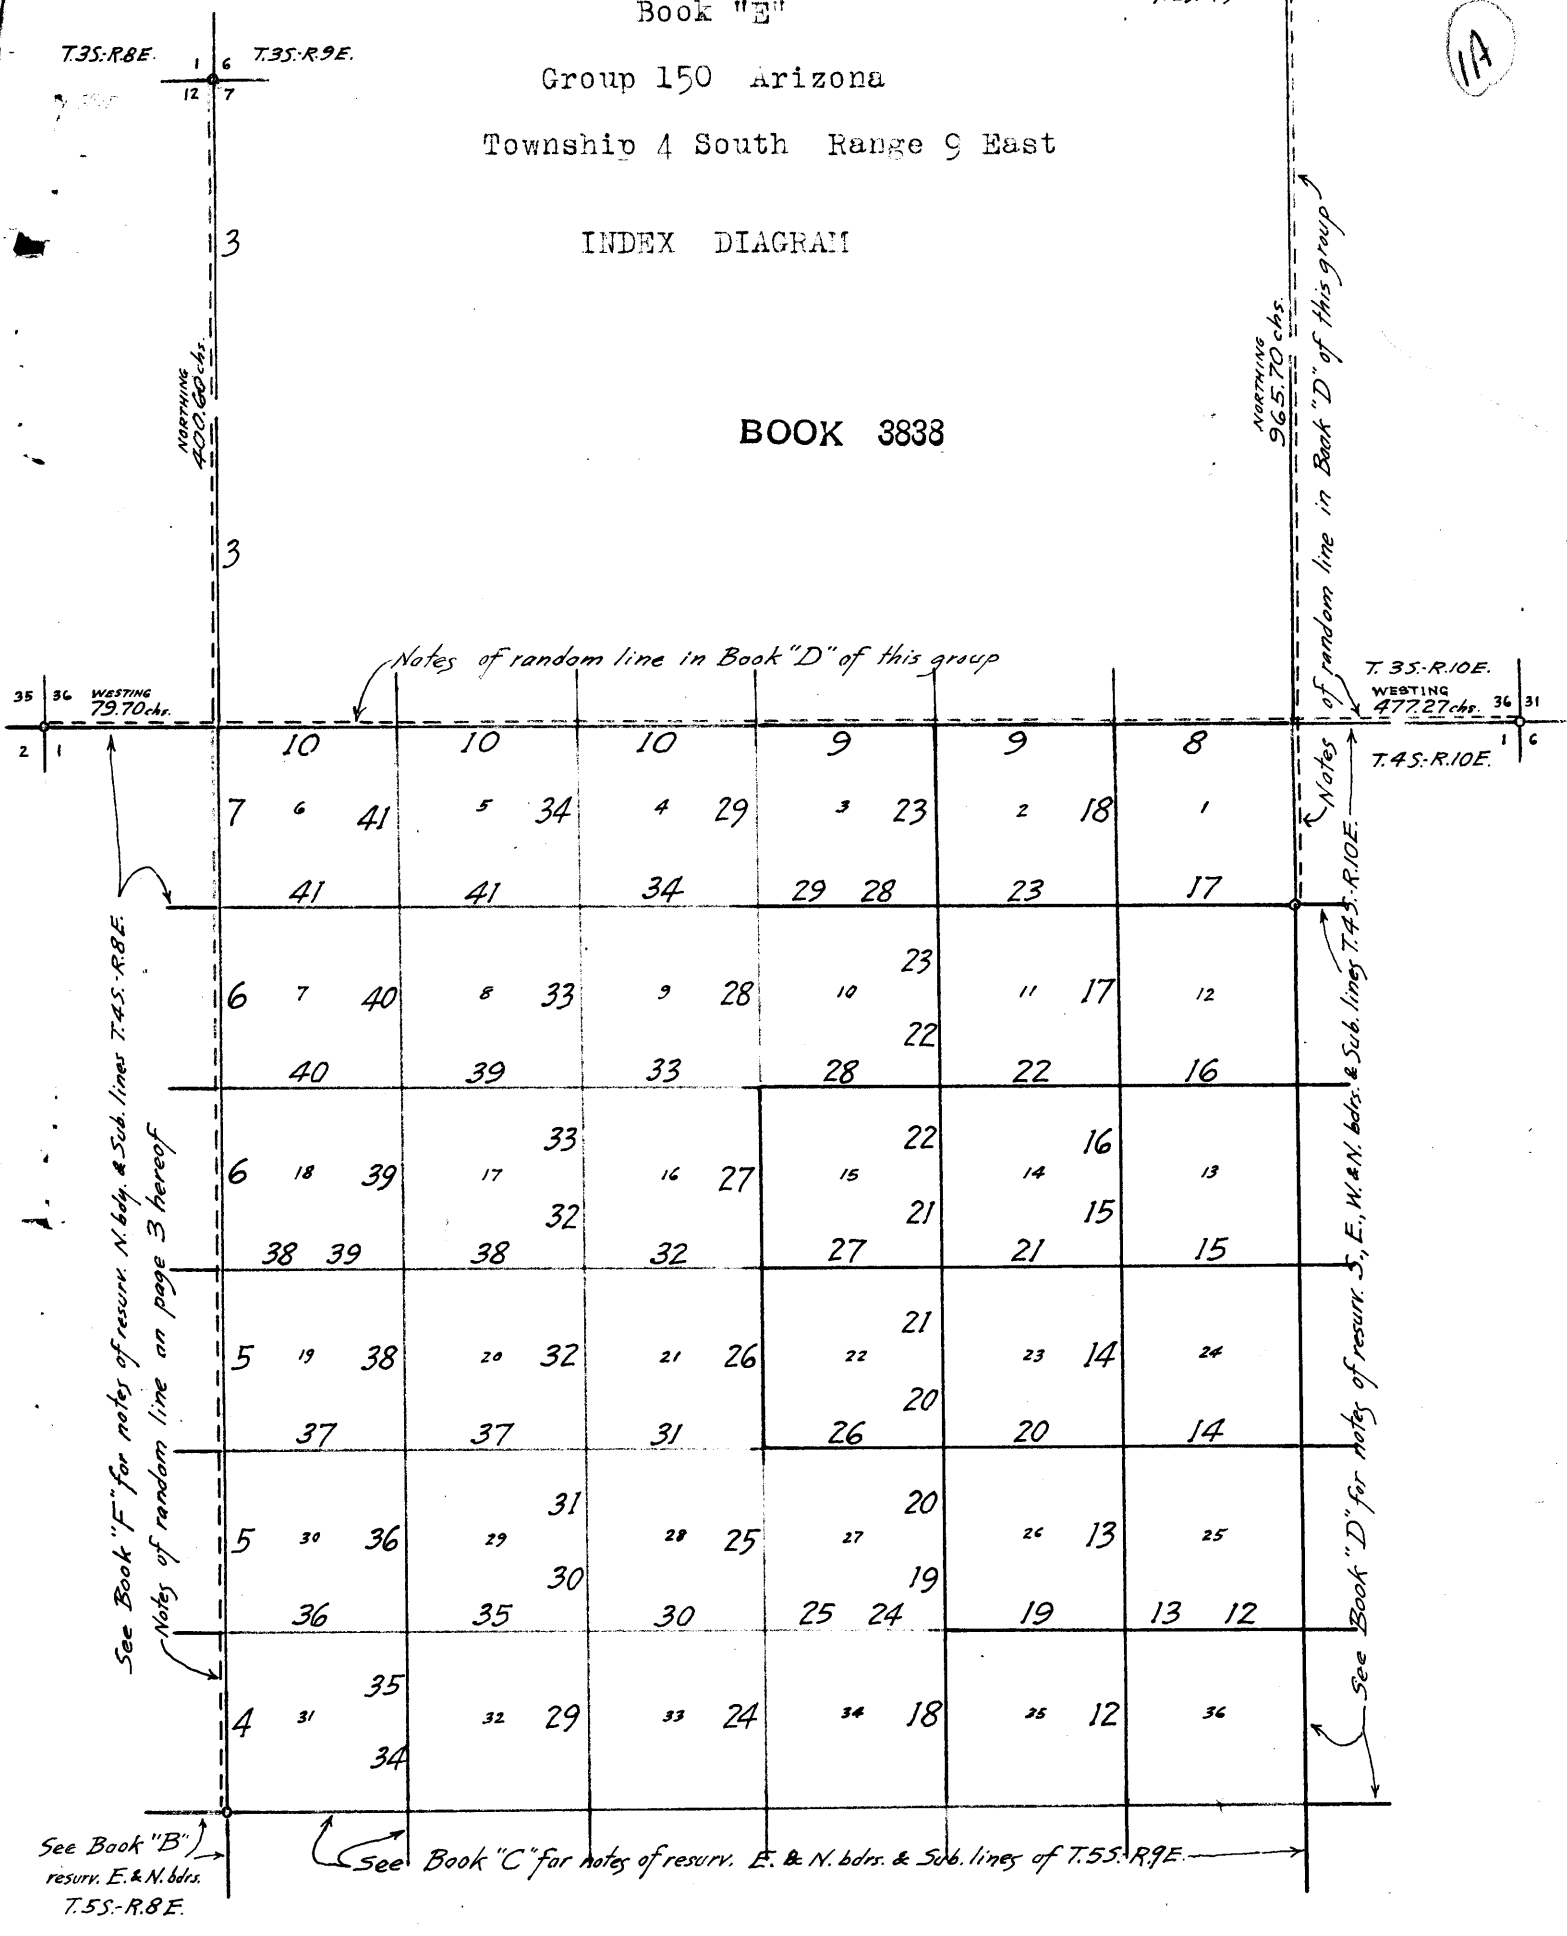 Book "E"
1A
T.3S.-R.8E.
1 6
T.3S.-R.9E.
12 7
Group 150 Arizona
Township 4 South Range 9 East
INDEX DIAGRAM
3
NORTHING
400.60 chs.
NORTHING
965.70 chs.
BOOK 3838
3
Notes of random line in Book "D" of this group
Notes of random line in Book "D" of this group
35 36
WESTING
79.70 chs.
2 1
T. 3S.-R.10E.
WESTING
477.27 chs.
36 31
1 6
T.4S.-R.10E.
10 10 10 9 9 8
7 6 41 5 34 4 29 3 23 2 18 1
41 41 34 29 28 23 17
23
6 7 40 8 33 9 28 10 11 17 12
22
40 39 33 28 22 16
33 22 16
6 18 39 17 16 27 15 14 13
32 21 15
38 39 38 32 27 21 15
21
5 19 38 20 32 21 26 22 23 14 24
20
37 37 31 26 20 14
31 20
5 30 36 29 28 25 27 26 13 25
30 19
36 35 30 25 24 19 13 12
35
4 31 32 29 33 24 34 18 35 12 36
34
See Book "F" for notes of resurv. N. bdy. & Sub. lines T.4S.-R.8E.
Notes of random line on page 3 hereof
See Book "D" for notes of resurv. S., E., W. & N. bdrs. & Sub. lines T.4S.-R.10E.
See Book "B"
resurv. E. & N. bdrs.
T.5S.-R.8E.
See Book "C" for notes of resurv. E. & N. bdrs. & Sub. lines of T.5S.-R.9E.